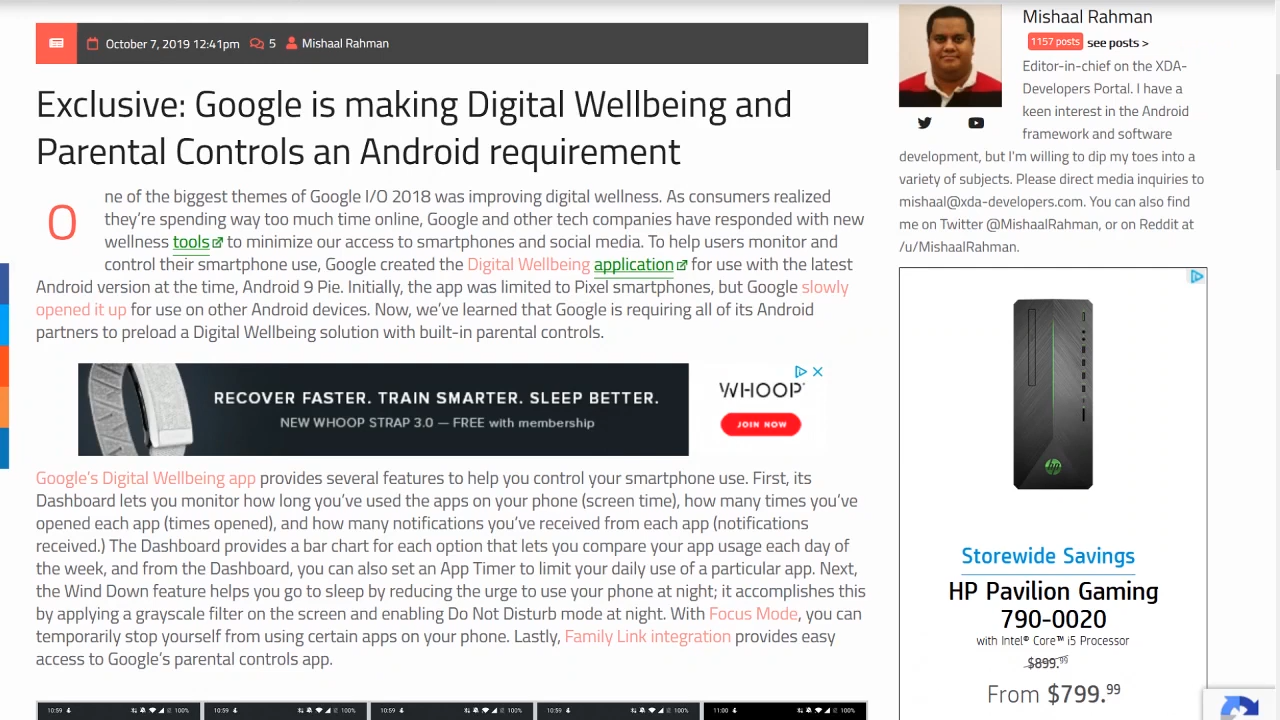 October 7, 2019 12:41pm 5 Mishaal Rahman
Exclusive: Google is making Digital Wellbeing and
Parental Controls an Android requirement
One of the biggest themes of Google I/O 2018 was improving digital wellness. As consumers realized
they’re spending way too much time online, Google and other tech companies have responded with new
wellness tools to minimize our access to smartphones and social media. To help users monitor and
control their smartphone use, Google created the Digital Wellbeing application for use with the latest
Android version at the time, Android 9 Pie. Initially, the app was limited to Pixel smartphones, but Google slowly
opened it up for use on other Android devices. Now, we’ve learned that Google is requiring all of its Android
partners to preload a Digital Wellbeing solution with built-in parental controls.
RECOVER FASTER. TRAIN SMARTER. SLEEP BETTER.
NEW WHOOP STRAP 3.0 — FREE with membership
WHOOP
JOIN NOW
Google’s Digital Wellbeing app provides several features to help you control your smartphone use. First, its
Dashboard lets you monitor how long you’ve used the apps on your phone (screen time), how many times you’ve
opened each app (times opened), and how many notifications you’ve received from each app (notifications
received.) The Dashboard provides a bar chart for each option that lets you compare your app usage each day of
the week, and from the Dashboard, you can also set an App Timer to limit your daily use of a particular app. Next,
the Wind Down feature helps you go to sleep by reducing the urge to use your phone at night; it accomplishes this
by applying a grayscale filter on the screen and enabling Do Not Disturb mode at night. With Focus Mode, you can
temporarily stop yourself from using certain apps on your phone. Lastly, Family Link integration provides easy
access to Google’s parental controls app.
10:59 100% 10:59 100% 10:59 100% 10:59 100% 11:00 100%
Mishaal Rahman
1157 posts see posts >
Editor-in-chief on the XDA-
Developers Portal. I have a
keen interest in the Android
framework and software
development, but I'm willing to dip my toes into a
variety of subjects. Please direct media inquiries to
mishaal@xda-developers.com. You can also find
me on Twitter @MishaalRahman, or on Reddit at
/u/MishaalRahman.
hp
Storewide Savings
HP Pavilion Gaming
790-0020
with Intel® Core™ i5 Processor
$899.99
From $799.99